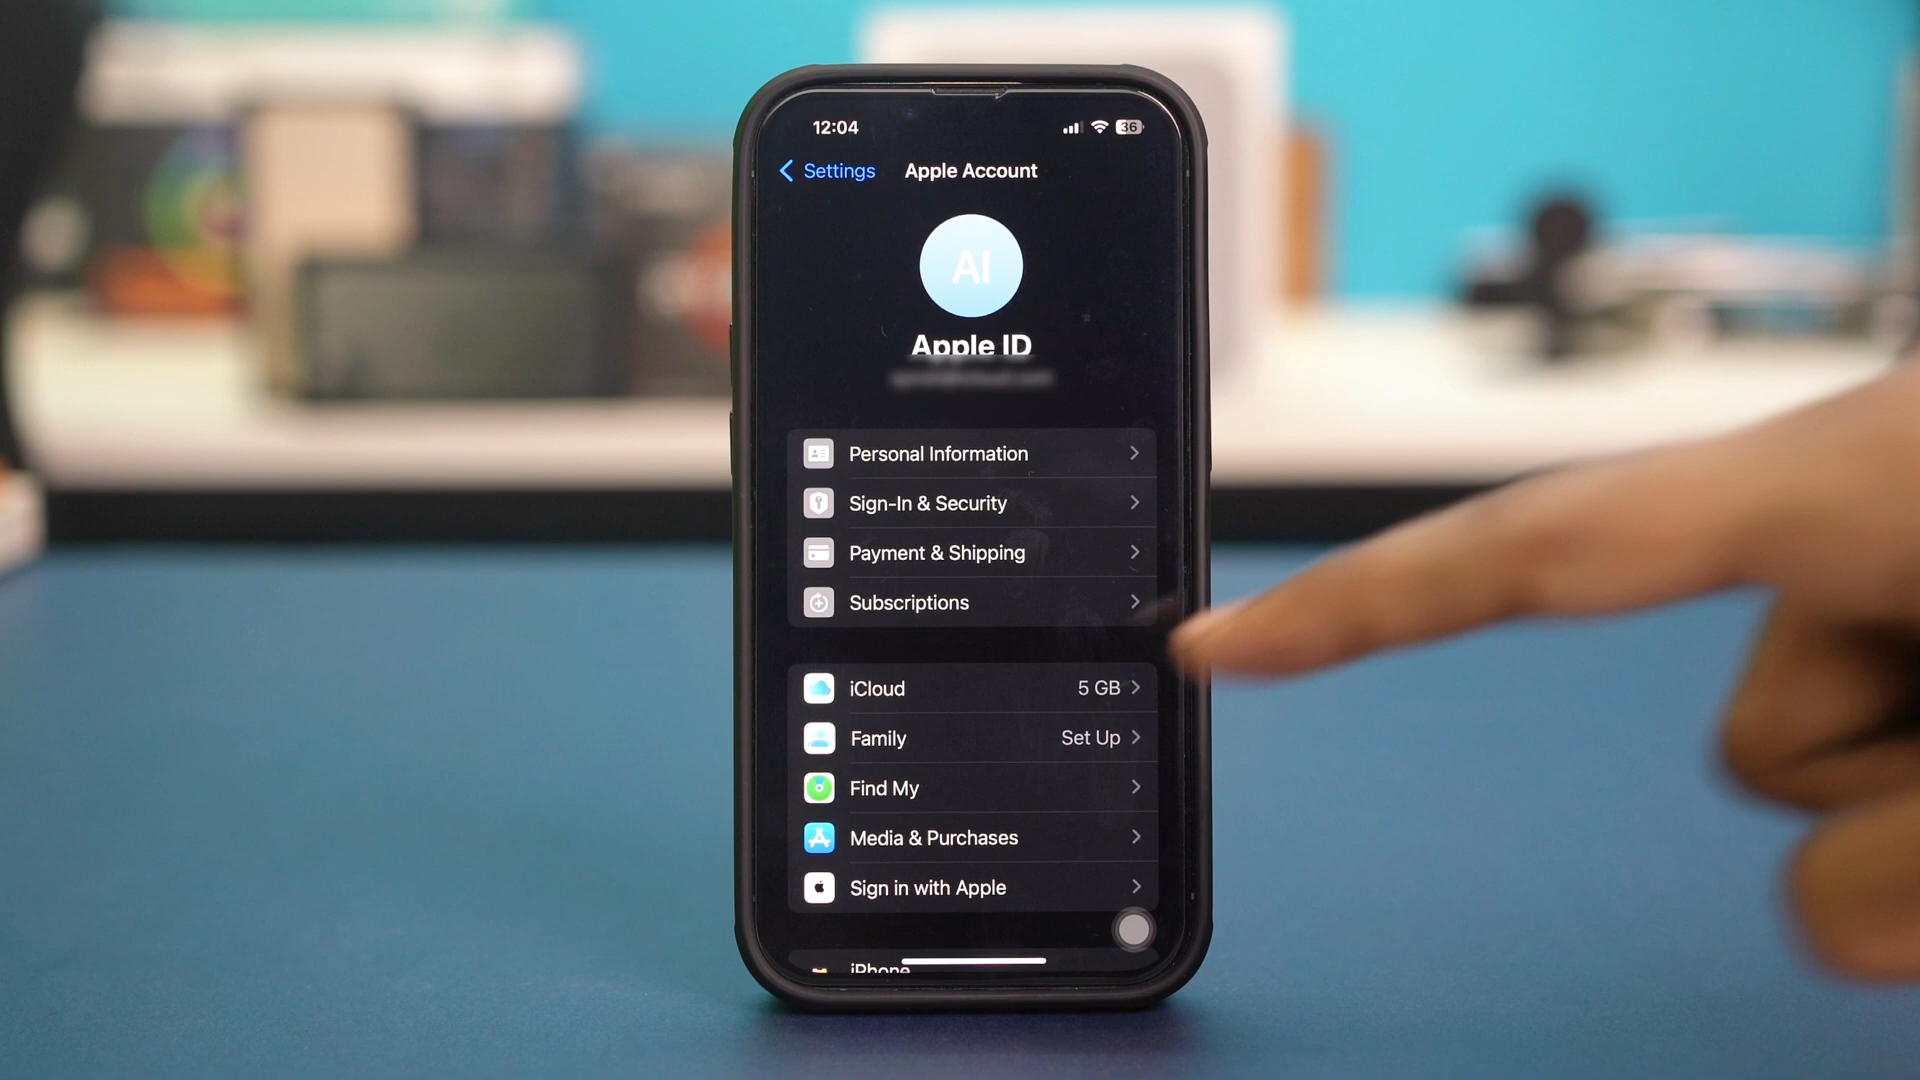 12:04
36
Settings
Apple Account
AI
Apple ID
Personal Information
Sign-In & Security
Payment & Shipping
Subscriptions
iCloud 5 GB
Family Set Up
Find My
Media & Purchases
Sign in with Apple
iPhone